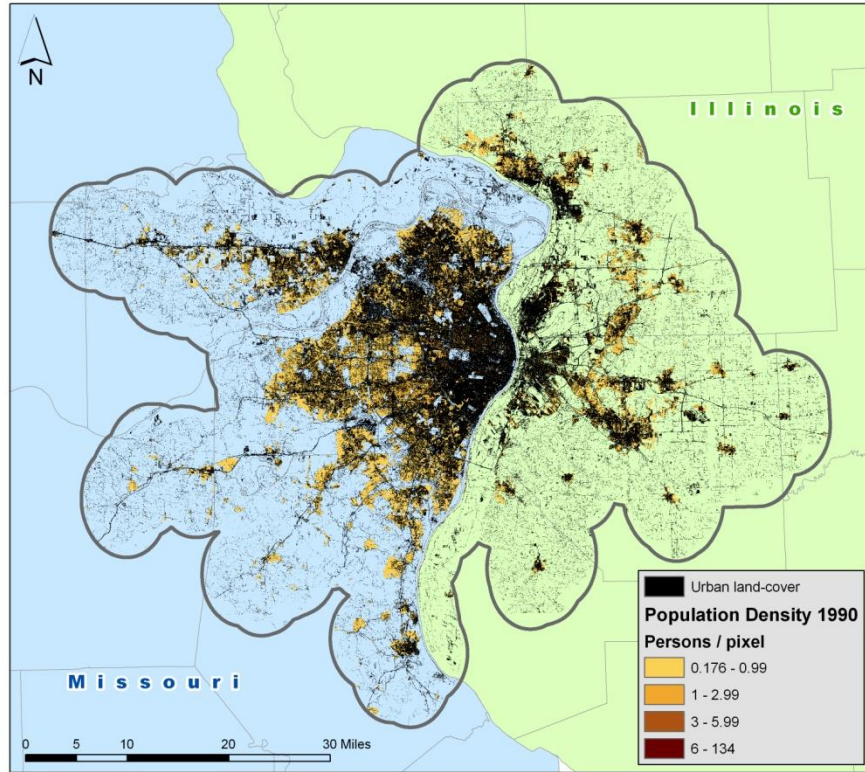 N
Illinois
Missouri
Urban land-cover
Population Density 1990
Persons / pixel
0.176 - 0.99
1 - 2.99
3 - 5.99
6 - 134
0 5 10 20 30 Miles